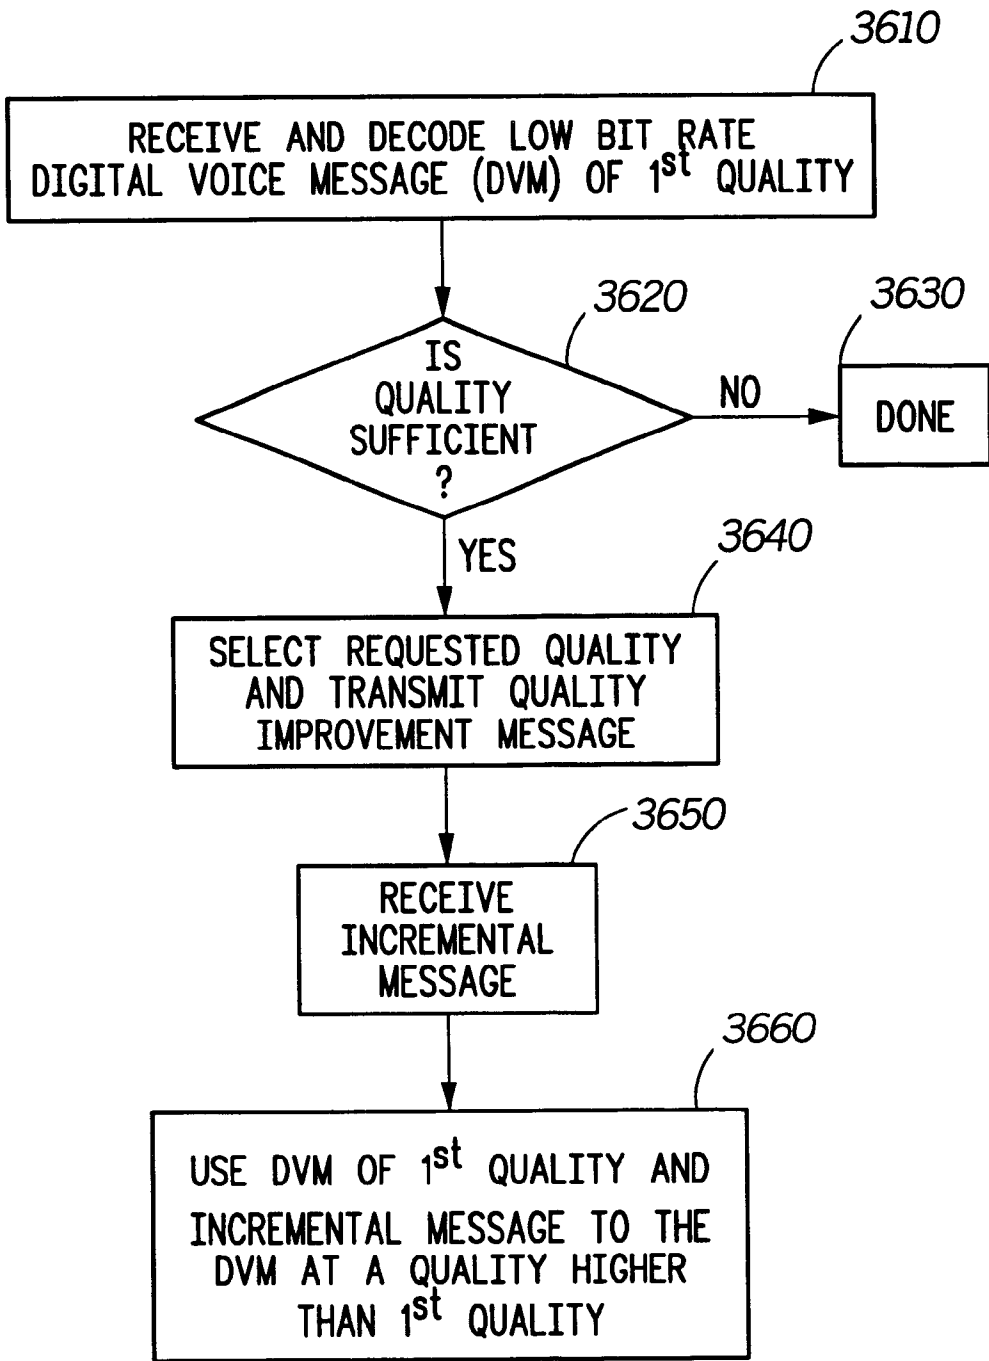 3610
RECEIVE AND DECODE LOW BIT RATE
DIGITAL VOICE MESSAGE (DVM) OF 1st QUALITY
3620
IS
QUALITY
SUFFICIENT
?
NO
3630
DONE
YES
3640
SELECT REQUESTED QUALITY
AND TRANSMIT QUALITY
IMPROVEMENT MESSAGE
3650
RECEIVE
INCREMENTAL
MESSAGE
3660
USE DVM OF 1st QUALITY AND
INCREMENTAL MESSAGE TO THE
DVM AT A QUALITY HIGHER
THAN 1st QUALITY